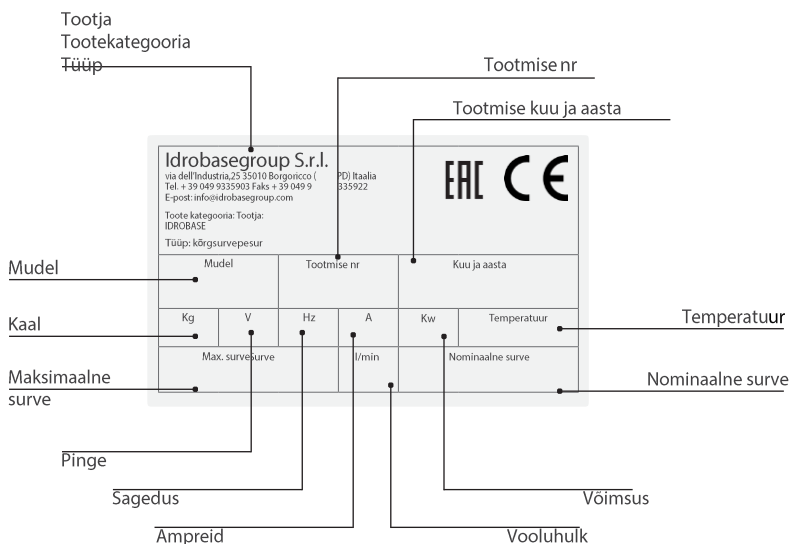 Tootja
Tootekategooria
Tüüp
Tootmise nr
Tootmise kuu ja aasta
Idrobasegroup S.r.l.
via dell'Industria,25 35010 Borgoricco ( PD) Itaalia
Tel. + 39 049 9335903 Faks + 39 049 9 335922
E-post: info@idrobasegroup.com
Toote kategooria: Tootja:
IDROBASE
Tüüp: kõrgsurvepesur
EAC CE
Mudel
Tootmise nr
Kuu ja aasta
Mudel
Kg
V
Hz
A
Kw
Temperatuur
Kaal
Temperatuur
Max. surveSurve
l/min
Nominaalne surve
Maksimaalne
surve
Nominaalne surve
Pinge
Sagedus
Võimsus
Ampreid
Vooluhulk